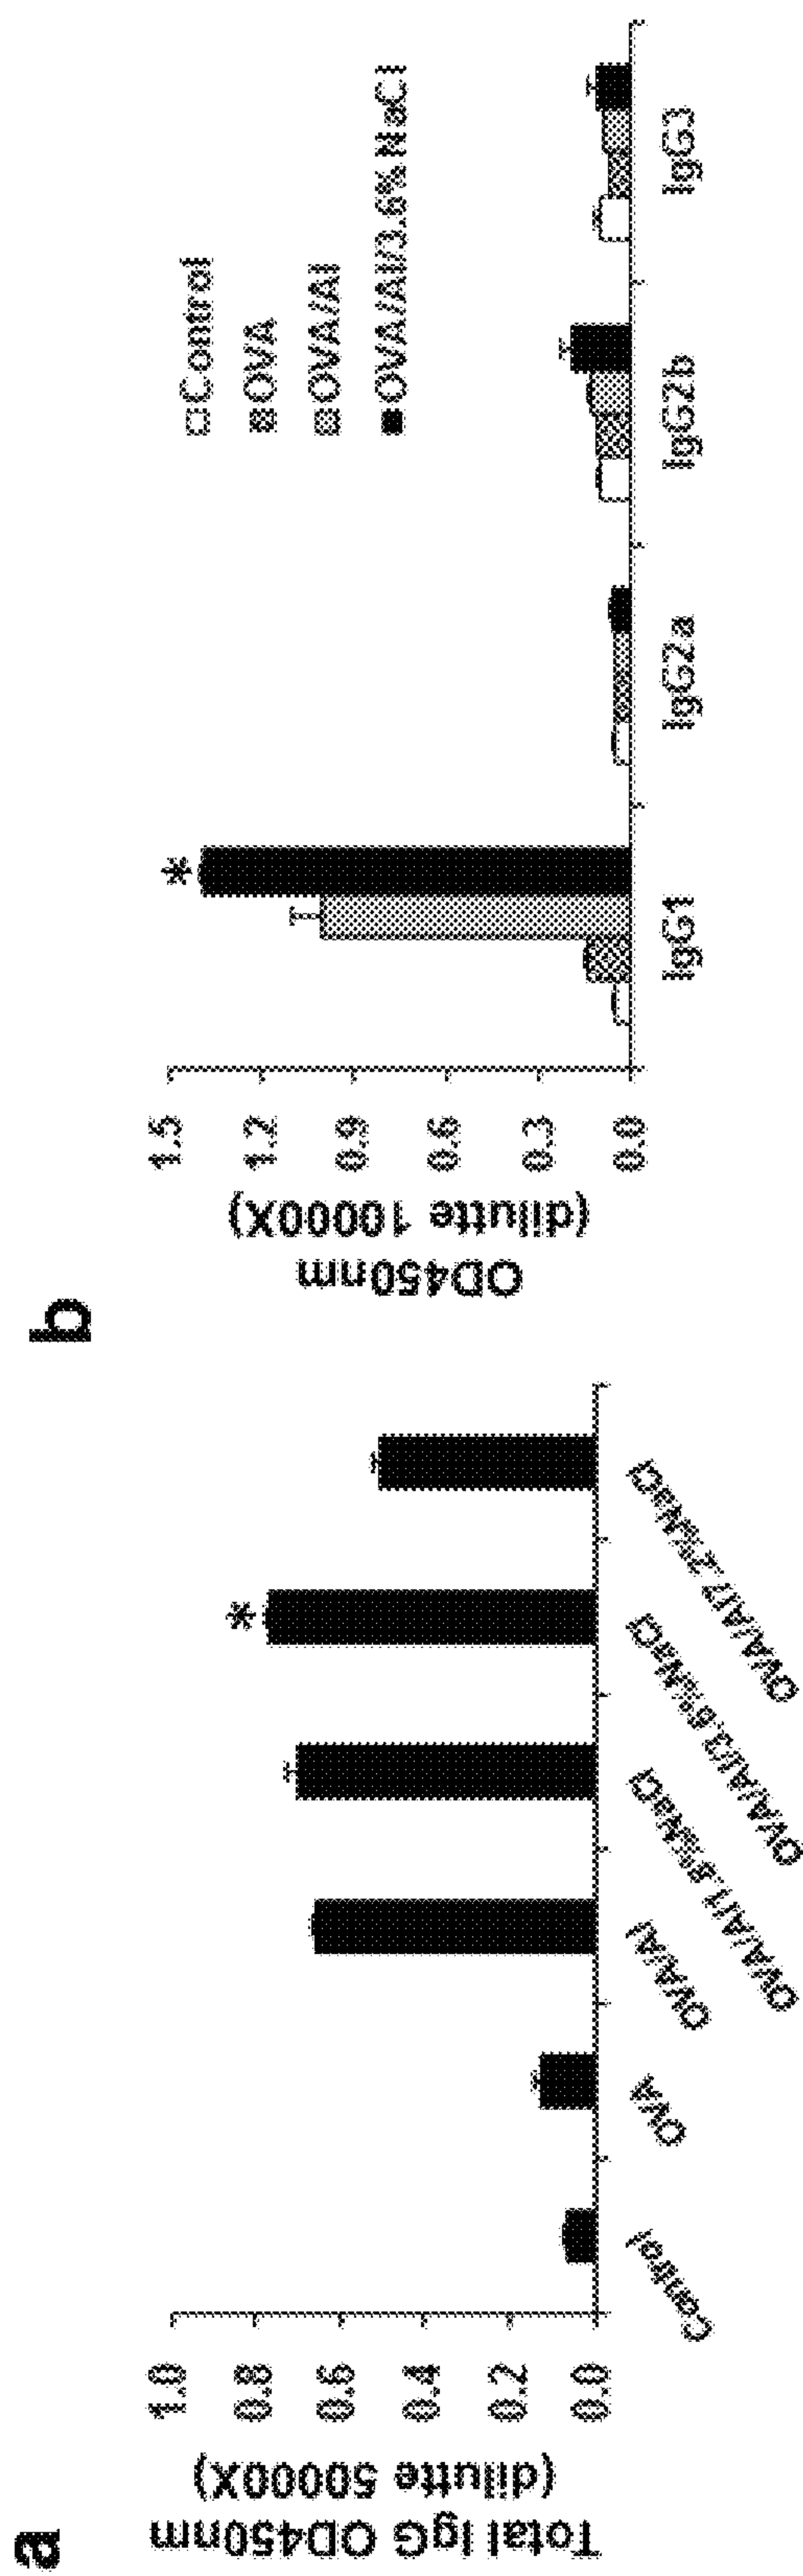 a
Total IgG OD450nm
(dilutte 50000X)
1.0
0.8
0.6
0.4
0.2
0.0
Control
OVA
OVA/Al
OVA/Al/1.8%NaCl
*
OVA/Al/3.6%NaCl
OVA/Al/7.2%NaCl
b
OD450nm
(dilutte 10000X)
1.5
1.2
0.9
0.6
0.3
0.0
*
IgG1
IgG2a
IgG2b
IgG3
Control
OVA
OVA/Al
OVA/Al/3.6% NaCl